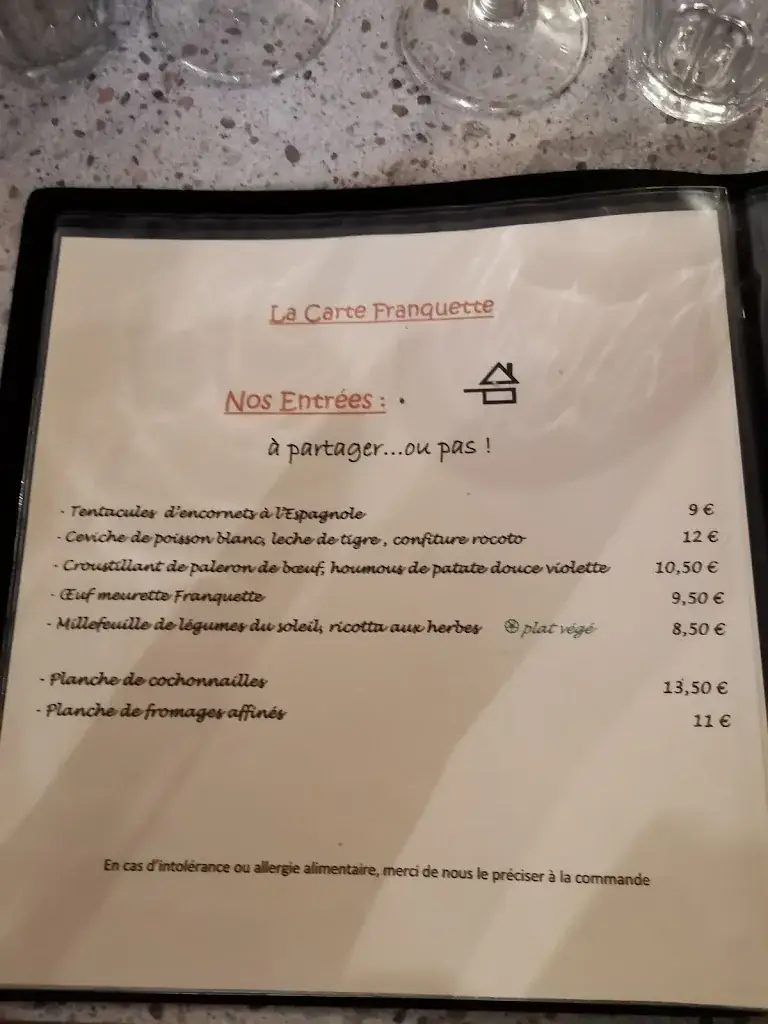 La Carte Franquette
Nos Entrées : .
à partager...ou pas !
- Tentacules d'encornets à l'Espagnole 9 €
- Ceviche de poisson blanc, leche de tigre , confiture rocoto 12 €
- Croustillant de paleron de bœuf, houmous de patate douce violette 10,50 €
- Œuf meurette Franquette 9,50 €
- Millefeuille de légumes du soleil, ricotta aux herbes plat végé 8,50 €
- Planche de cochonnailles 13,50 €
- Planche de fromages affinés 11 €
En cas d'intolérance ou allergie alimentaire, merci de nous le préciser à la commande